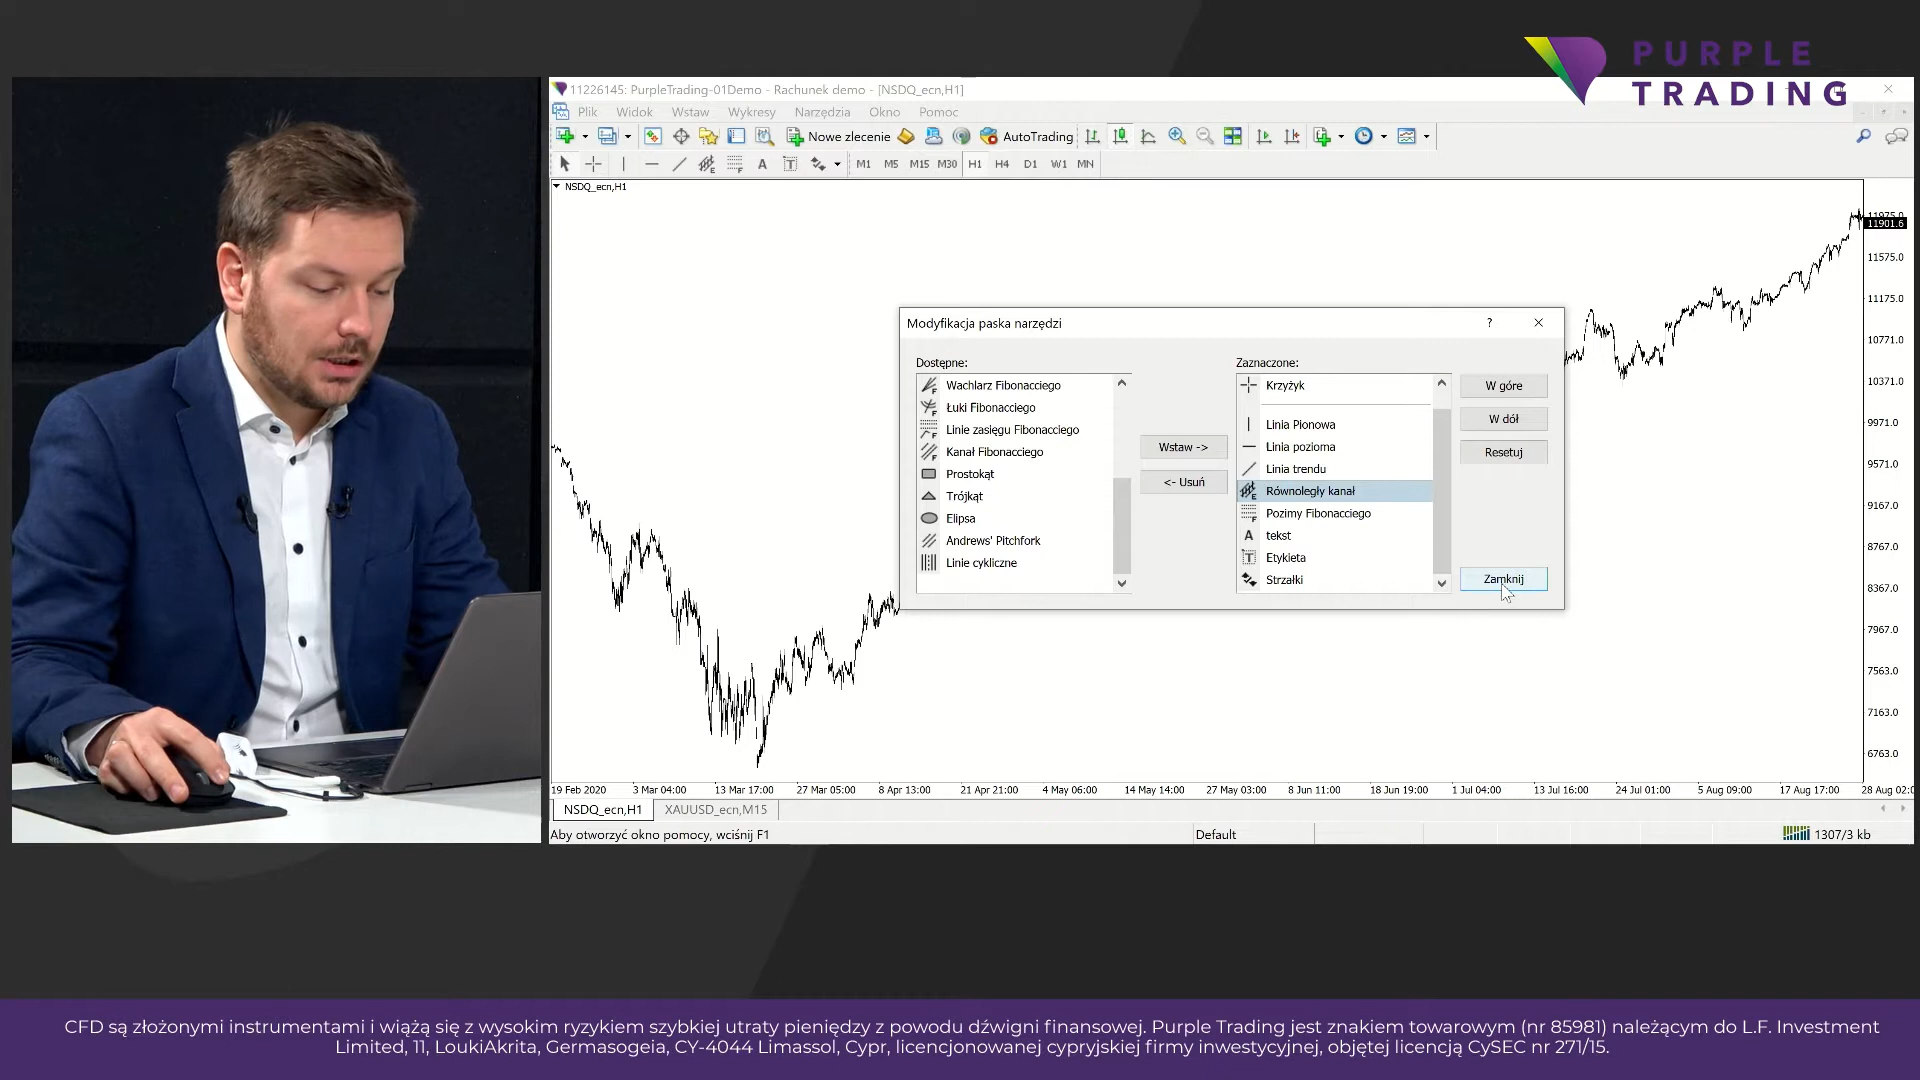 PURPLE
TRADING
11226145: PurpleTrading-01Demo - Rachunek demo - [NSDQ_ecn,H1]
Plik Widok Wstaw Wykresy Narzędzia Okno Pomoc
Nowe zlecenie AutoTrading
A T M1 M5 M15 M30 H1 H4 D1 W1 MN
NSDQ_ecn,H1
11975.0
11901.6
11575.0
11175.0
10771.0
10371.0
9971.0
9571.0
9167.0
8767.0
8367.0
7967.0
7563.0
7163.0
6763.0
Modyfikacja paska narzędzi ?
Dostępne:
Wachlarz Fibonacciego
Łuki Fibonacciego
Linie zasięgu Fibonacciego
Kanał Fibonacciego
Prostokąt
Trójkąt
Elipsa
Andrews' Pitchfork
Linie cykliczne
Wstaw ->
<- Usuń
Zaznaczone:
Krzyżyk
Linia Pionowa
Linia pozioma
Linia trendu
Równoległy kanał
Pozimy Fibonacciego
A tekst
Etykieta
Strzałki
W góre
W dół
Resetuj
Zamknij
19 Feb 2020 3 Mar 04:00 13 Mar 17:00 27 Mar 05:00 8 Apr 13:00 21 Apr 21:00 4 May 06:00 14 May 14:00 27 May 03:00 8 Jun 11:00 18 Jun 19:00 1 Jul 04:00 13 Jul 16:00 24 Jul 01:00 5 Aug 09:00 17 Aug 17:00 28 Aug 02:0
NSDQ_ecn,H1 XAUUSD_ecn,M15
Aby otworzyć okno pomocy, wciśnij F1 Default 1307/3 kb
CFD są złożonymi instrumentami i wiążą się z wysokim ryzykiem szybkiej utraty pieniędzy z powodu dźwigni finansowej. Purple Trading jest znakiem towarowym (nr 85981) należącym do L.F. Investment
Limited, 11, LoukiAkrita, Germasogeia, CY-4044 Limassol, Cypr, licencjonowanej cypryjskiej firmy inwestycyjnej, objętej licencją CySEC nr 271/15.